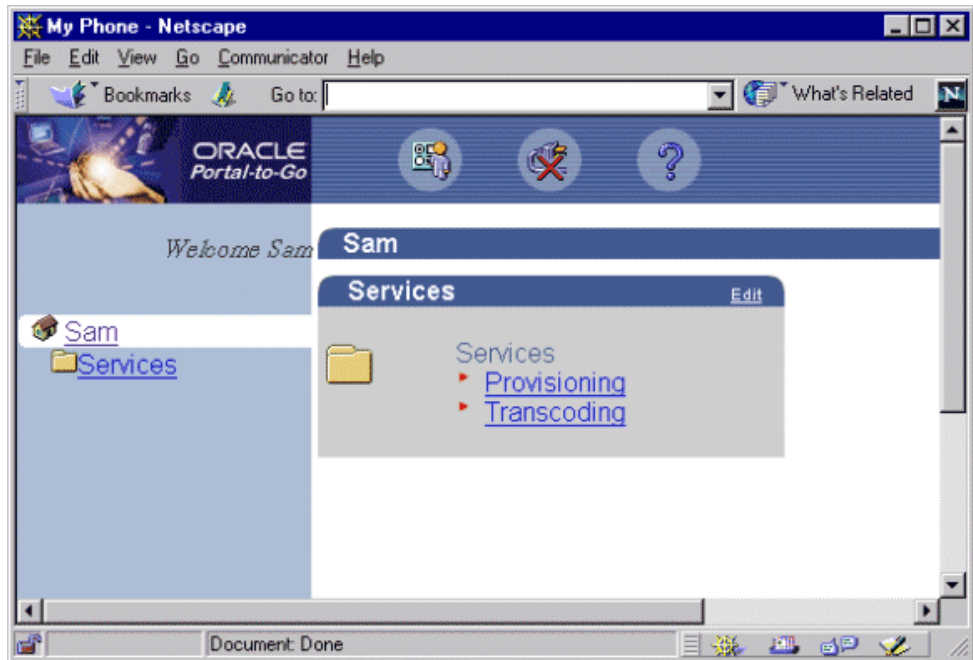 My Phone - Netscape
File Edit View Go Communicator Help
Bookmarks Go to: What's Related N
ORACLE
Portal-to-Go
?
Welcome Sam
Sam
Services Edit
Sam
Services
Services
Provisioning
Transcoding
Document: Done